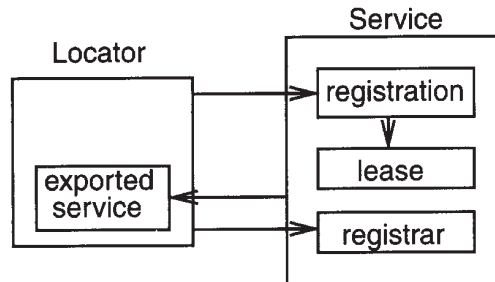 Locator
exported
service
Service
registration
lease
registrar